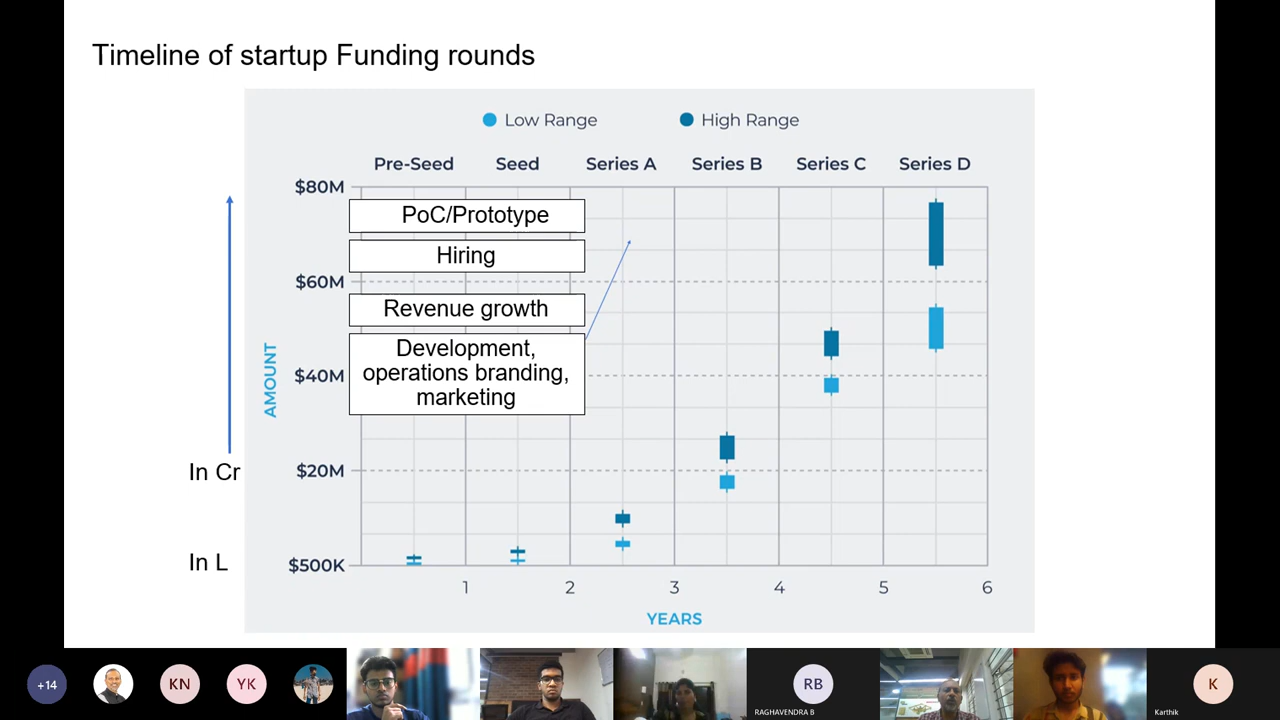 Timeline of startup Funding rounds
Low Range
High Range
Pre-Seed
Seed
Series A
Series B
Series C
Series D
$80M
PoC/Prototype
Hiring
$60M
Revenue growth
Development,
operations branding,
marketing
$40M
AMOUNT
In Cr
$20M
In L
$500K
1
2
3
4
5
6
YEARS
+14
KN
YK
RB
RAGHAVENDRA B
K
Karthik